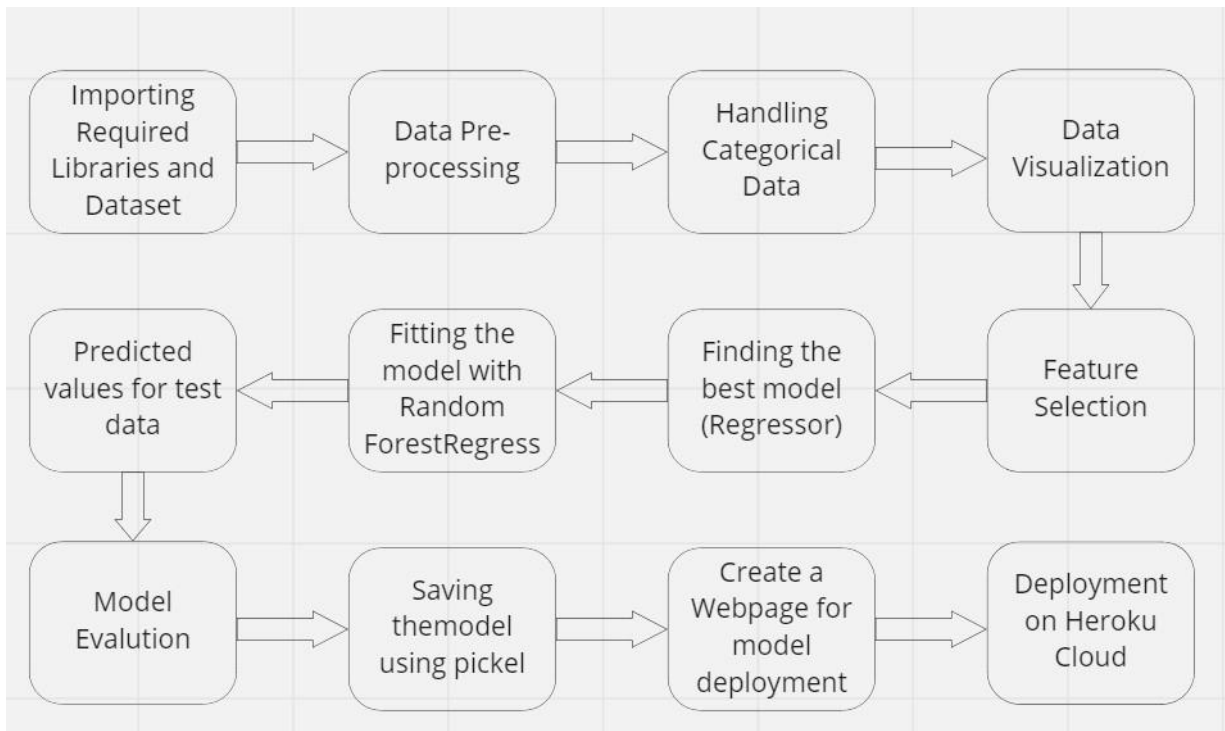 Importing
Required
Libraries and
Dataset
Data Pre-
processing
Handling
Categorical
Data
Data
Visualization
Feature
Selection
Finding the
best model
(Regressor)
Fitting the
model with
Random
ForestRegress
Predicted
values for test
data
Model
Evalution
Saving
themodel
using pickel
Create a
Webpage for
model
deployment
Deployment
on Heroku
Cloud